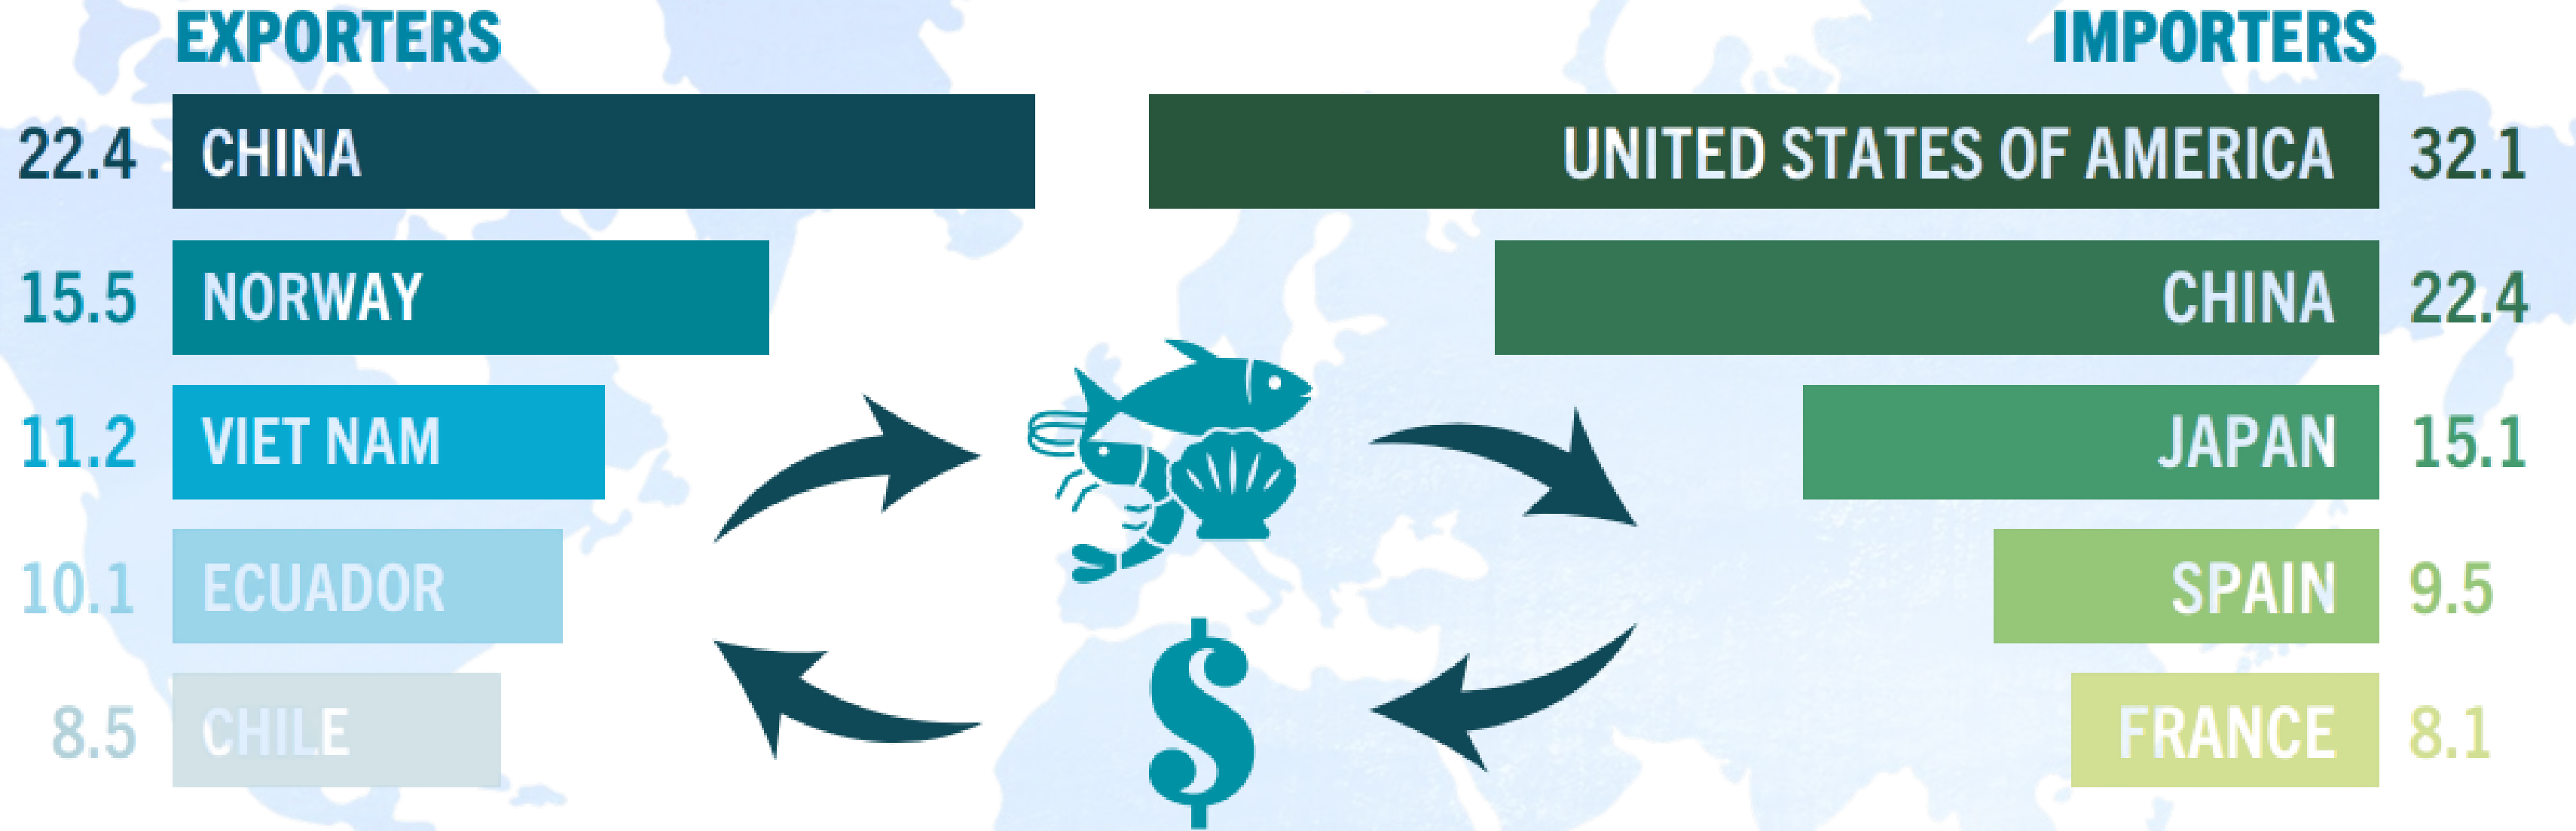 EXPORTERS
22.4 CHINA
15.5 NORWAY
11.2 VIET NAM
10.1 ECUADOR
8.5 CHILE
IMPORTERS
UNITED STATES OF AMERICA 32.1
CHINA 22.4
JAPAN 15.1
SPAIN 9.5
FRANCE 8.1
$